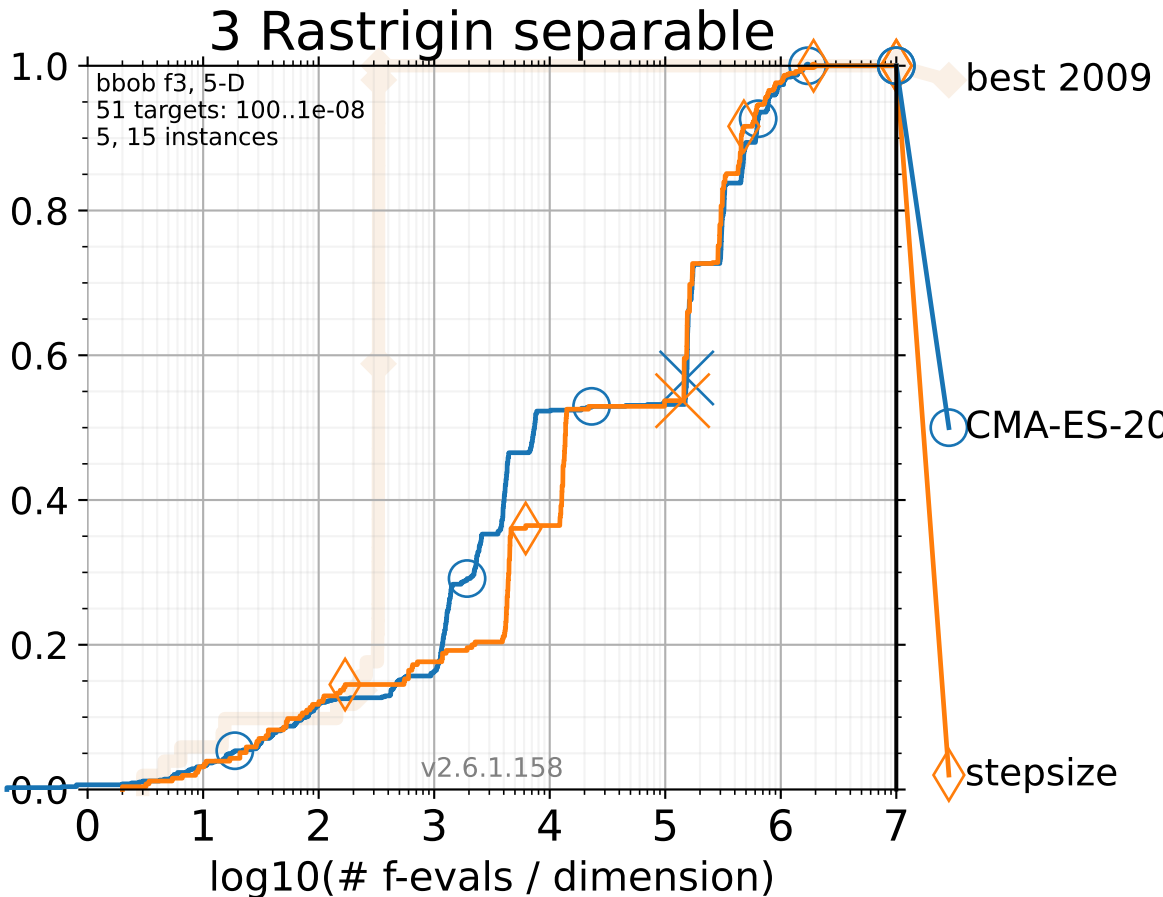 3 Rastrigin separable
1.0
bbob f3, 5-D
51 targets: 100..1e-08
5, 15 instances
best 2009
0.8
0.6
CMA-ES-20
0.4
0.2
v2.6.1.158
stepsize
0.0
0 1 2 3 4 5 6 7
log10(# f-evals / dimension)